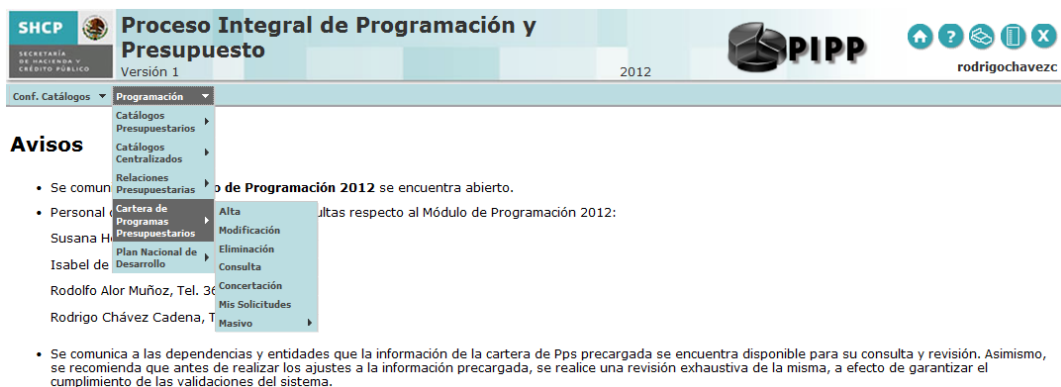 SHCP
SECRETARÍA
DE HACIENDA Y
CRÉDITO PÚBLICO
Proceso Integral de Programación y
Presupuesto
Versión 1
2012
PIPP
rodrigochavezc
Conf. Catálogos
Programación
Catálogos
Presupuestarios
Catálogos
Centralizados
Relaciones
Presupuestarias
Cartera de
Programas
Presupuestarios
Plan Nacional de
Desarrollo
Alta
Modificación
Eliminación
Consulta
Concertación
Mis Solicitudes
Masivo
Avisos
• Se comun o de Programación 2012 se encuentra abierto.
• Personal ultas respecto al Módulo de Programación 2012:
Susana H
Isabel de
Rodolfo Alor Muñoz, Tel. 36
Rodrigo Chávez Cadena, T
• Se comunica a las dependencias y entidades que la información de la cartera de Pps precargada se encuentra disponible para su consulta y revisión. Asimismo,
se recomienda que antes de realizar los ajustes a la información precargada, se realice una revisión exhaustiva de la misma, a efecto de garantizar el
cumplimiento de las validaciones del sistema.